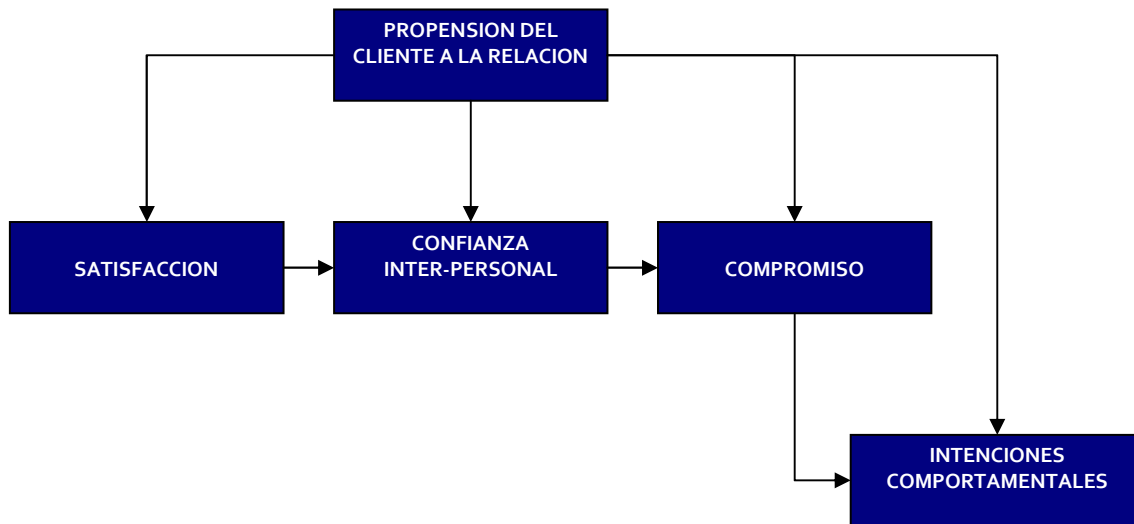 PROPENSION DEL
CLIENTE A LA RELACION
SATISFACCION
CONFIANZA
INTER-PERSONAL
COMPROMISO
INTENCIONES
COMPORTAMENTALES